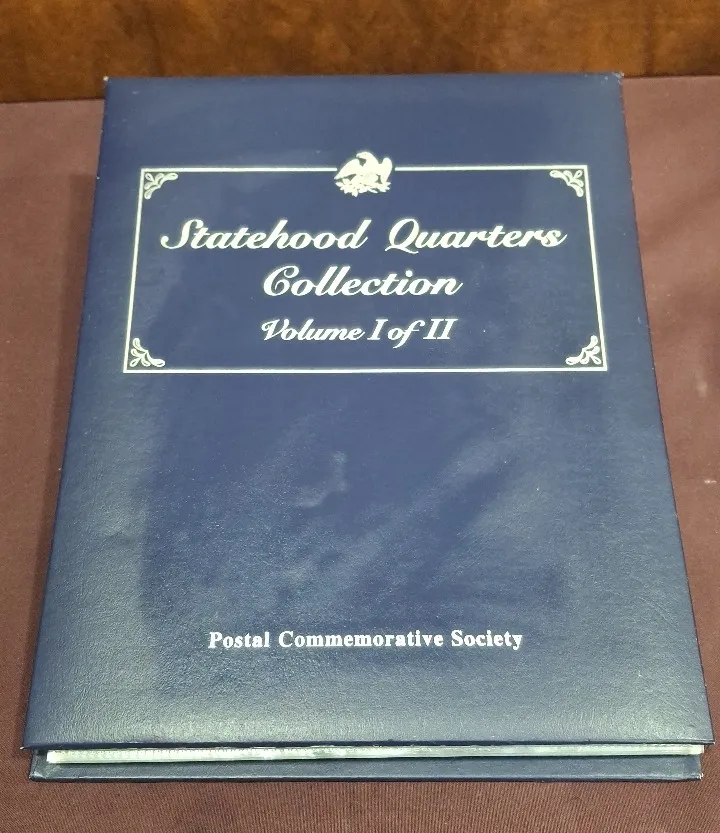 Statehood Quarters
Collection
Volume I of II
Postal Commemorative Society